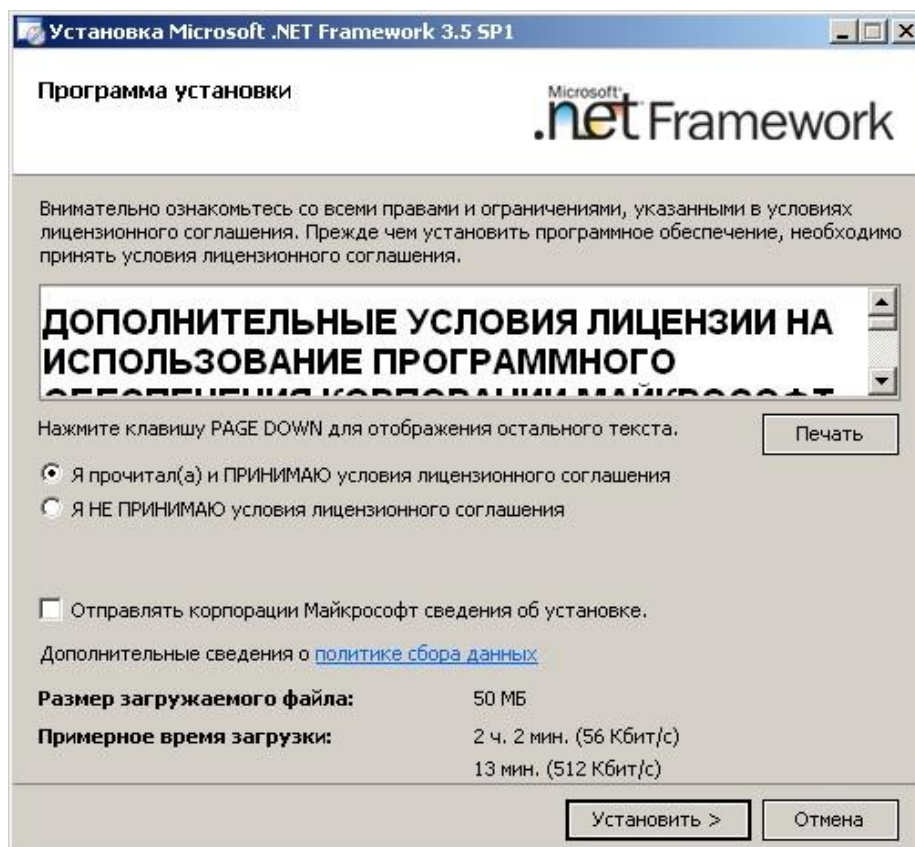 Установка Microsoft .NET Framework 3.5 SP1
Программа установки
Microsoft
.net Framework
Внимательно ознакомьтесь со всеми правами и ограничениями, указанными в условиях
лицензионного соглашения. Прежде чем установить программное обеспечение, необходимо
принять условия лицензионного соглашения.
ДОПОЛНИТЕЛЬНЫЕ УСЛОВИЯ ЛИЦЕНЗИИ НА
ИСПОЛЬЗОВАНИЕ ПРОГРАММНОГО
ОБЕСПЕЧЕНИЯ КОРПОРАЦИИ МАЙКРОСОФТ
Нажмите клавишу PAGE DOWN для отображения остального текста.
Печать
Я прочитал(а) и ПРИНИМАЮ условия лицензионного соглашения
Я НЕ ПРИНИМАЮ условия лицензионного соглашения
Отправлять корпорации Майкрософт сведения об установке.
Дополнительные сведения о политике сбора данных
Размер загружаемого файла: 50 МБ
Примерное время загрузки: 2 ч. 2 мин. (56 Кбит/с)
13 мин. (512 Кбит/с)
Установить >
Отмена